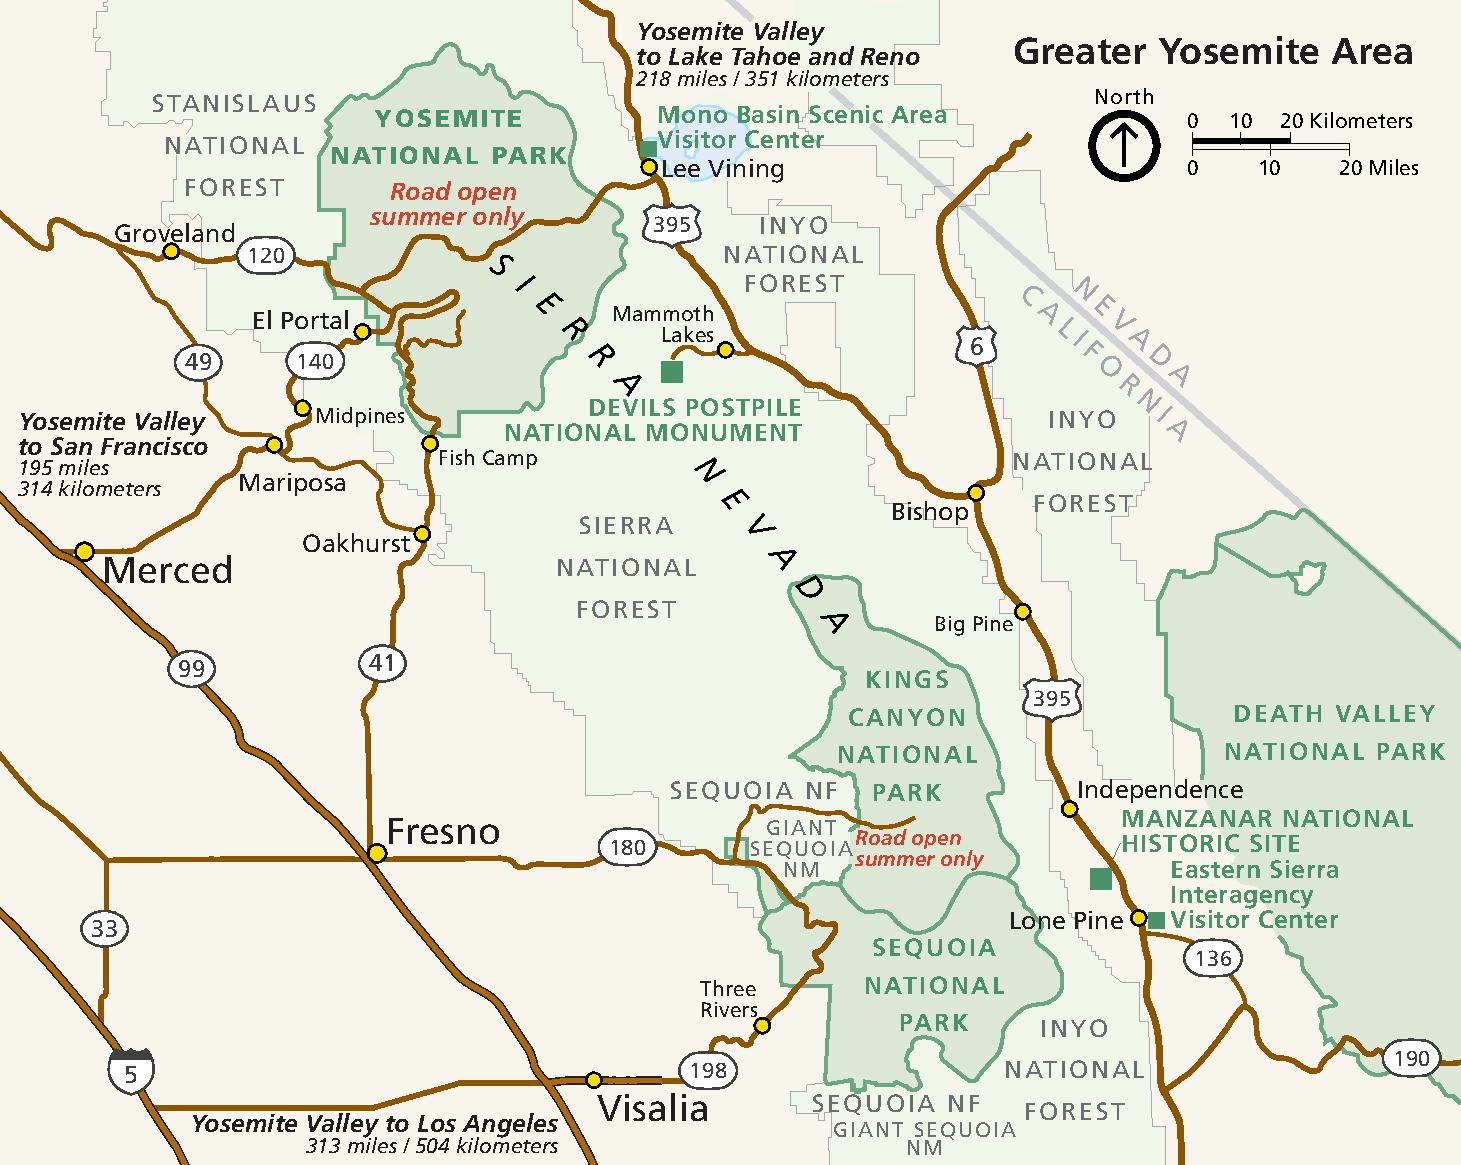 Greater Yosemite Area
North
0 10 20 Kilometers
0 10 20 Miles
Yosemite Valley
to Lake Tahoe and Reno
218 miles / 351 kilometers
Mono Basin Scenic Area
Visitor Center
Lee Vining
STANISLAUS
NATIONAL
FOREST
YOSEMITE
NATIONAL PARK
Road open
summer only
395
INYO
NATIONAL
FOREST
Groveland
120
SIERRA
NEVADA
NEVADA
CALIFORNIA
El Portal
140
49
Mammoth
Lakes
6
Midpines
DEVILS POSTPILE
NATIONAL MONUMENT
Yosemite Valley
to San Francisco
195 miles
314 kilometers
Mariposa
Fish Camp
INYO
NATIONAL
FOREST
Bishop
Oakhurst
Merced
SIERRA
NATIONAL
FOREST
Big Pine
99
41
395
KINGS
CANYON
NATIONAL
PARK
DEATH VALLEY
NATIONAL PARK
SEQUOIA NF
Independence
MANZANAR NATIONAL
HISTORIC SITE
Fresno
180
GIANT
SEQUOIA
NM
Road open
summer only
Eastern Sierra
Interagency
Visitor Center
Lone Pine
33
136
SEQUOIA
NATIONAL
PARK
Three
Rivers
INYO
NATIONAL
FOREST
190
5
198
Visalia
SEQUOIA NF
GIANT SEQUOIA
NM
Yosemite Valley to Los Angeles
313 miles / 504 kilometers